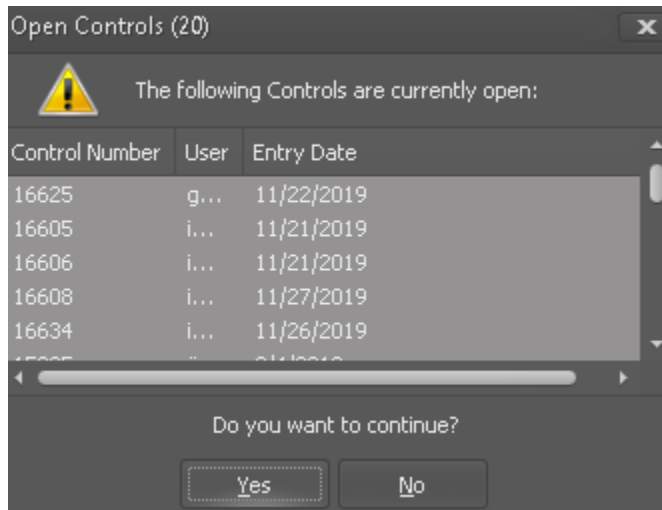 Open Controls (20)
The following Controls are currently open:
Control Number User Entry Date
16625 g... 11/22/2019
16605 i... 11/21/2019
16606 i... 11/21/2019
16608 i... 11/27/2019
16634 i... 11/26/2019
Do you want to continue?
Yes No